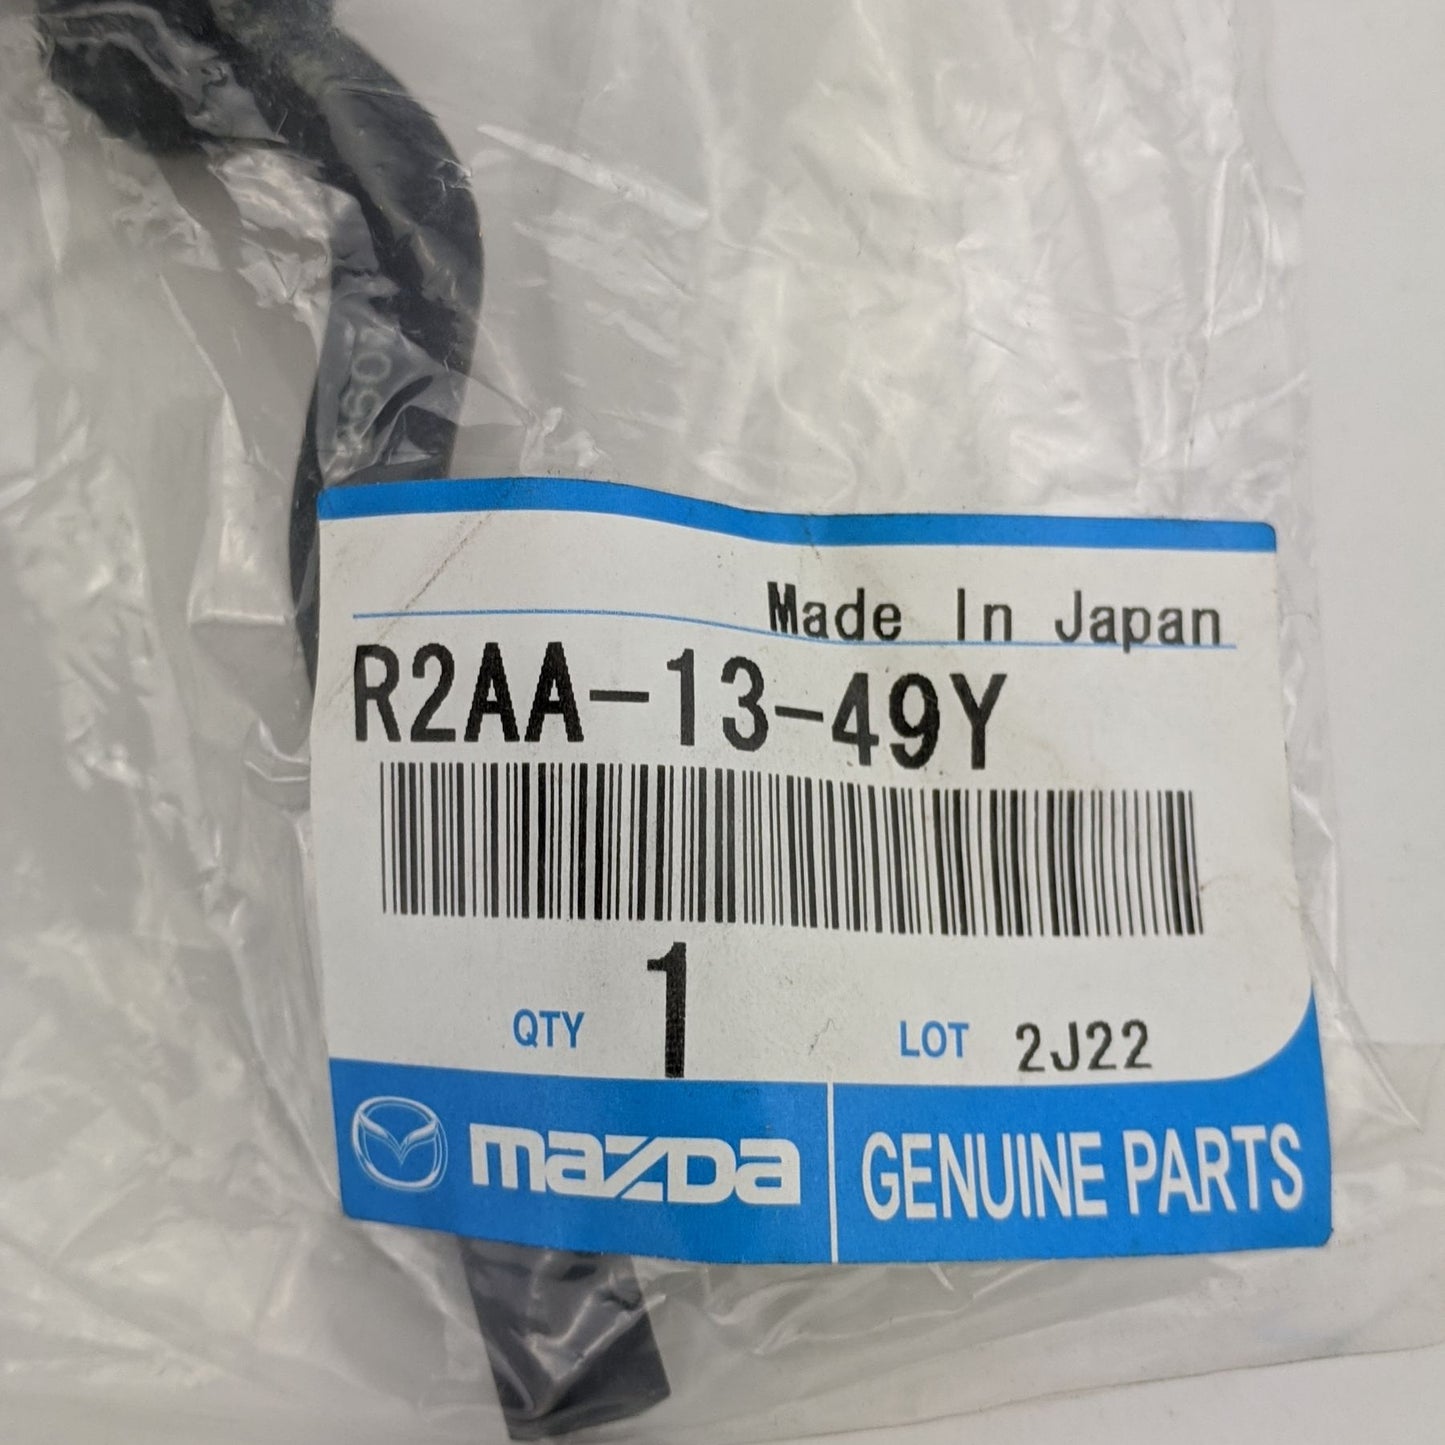 Made In Japan
R2AA-13-49Y
QTY 1 LOT 2J22
mazda GENUINE PARTS